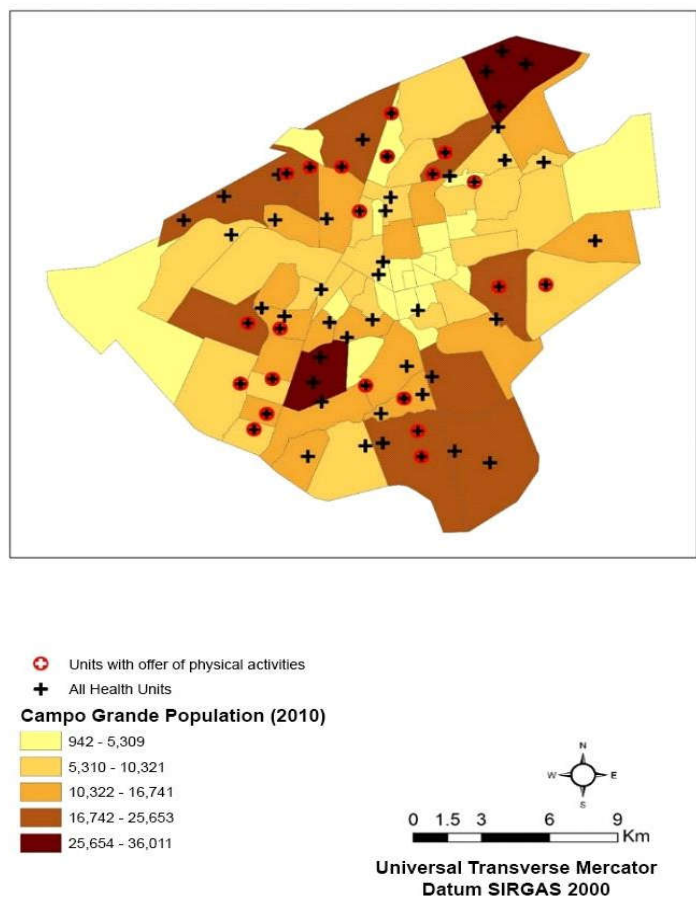 Units with offer of physical activities
All Health Units
Campo Grande Population (2010)
942 - 5,309
5,310 - 10,321
10,322 - 16,741
16,742 - 25,653
25,654 - 36,011
N
W E
S
0 1.5 3 6 9
Km
Universal Transverse Mercator
Datum SIRGAS 2000